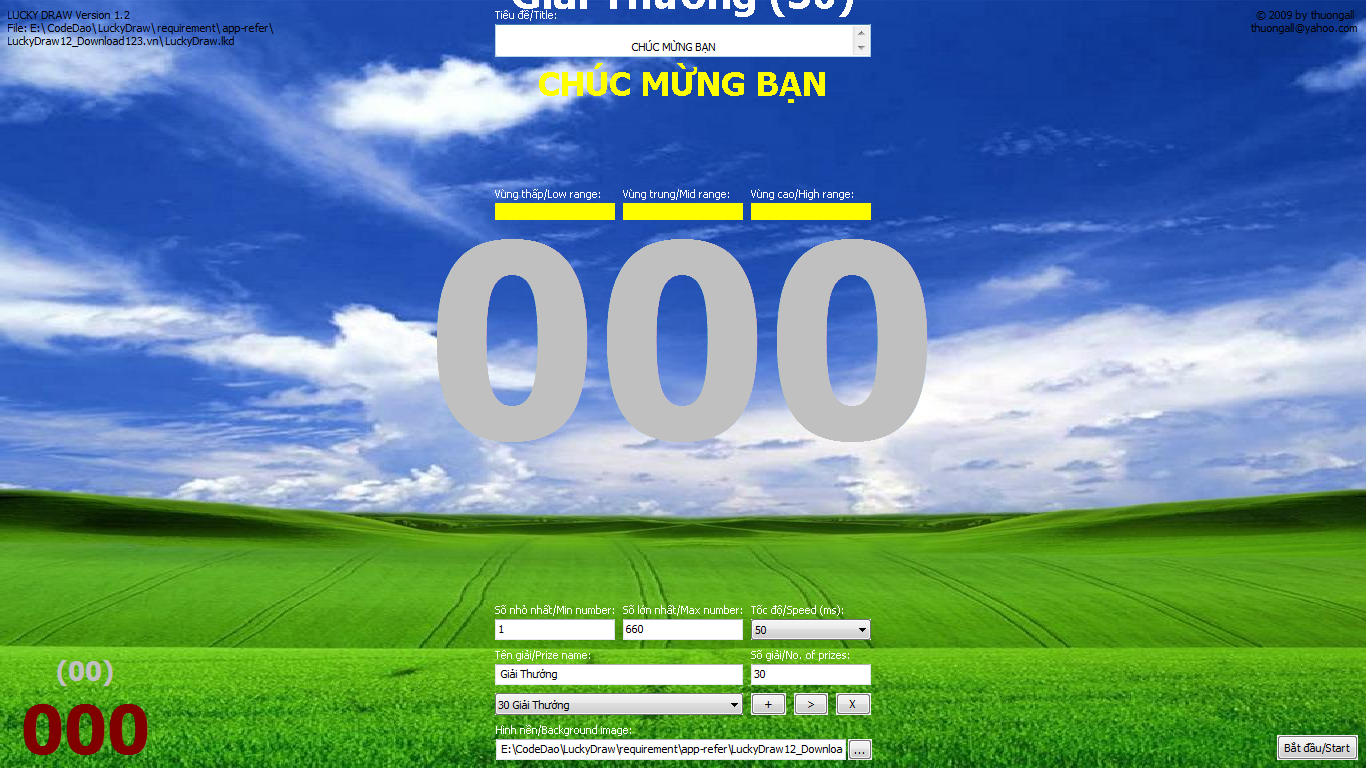 Giải Thưởng (30)
LUCKY DRAW Version 1.2
File: E:\CodeDao\LuckyDraw\requirement\app-refer\
LuckyDraw12_Download123.vn\LuckyDraw.lkd
© 2009 by thuongall
thuongall@yahoo.com
Tiêu đề/Title:
CHÚC MỪNG BẠN
CHÚC MỪNG BẠN
Vùng thấp/Low range: Vùng trung/Mid range: Vùng cao/High range:
000
Số nhỏ nhất/Min number: Số lớn nhất/Max number: Tốc độ/Speed (ms):
1 660 50
Tên giải/Prize name: Số giải/No. of prizes:
Giải Thưởng 30
30 Giải Thưởng + > X
Hình nền/Background Image:
E:\CodeDao\LuckyDraw\requirement\app-refer\LuckyDraw12_Downloa ...
(00)
000
Bắt đầu/Start